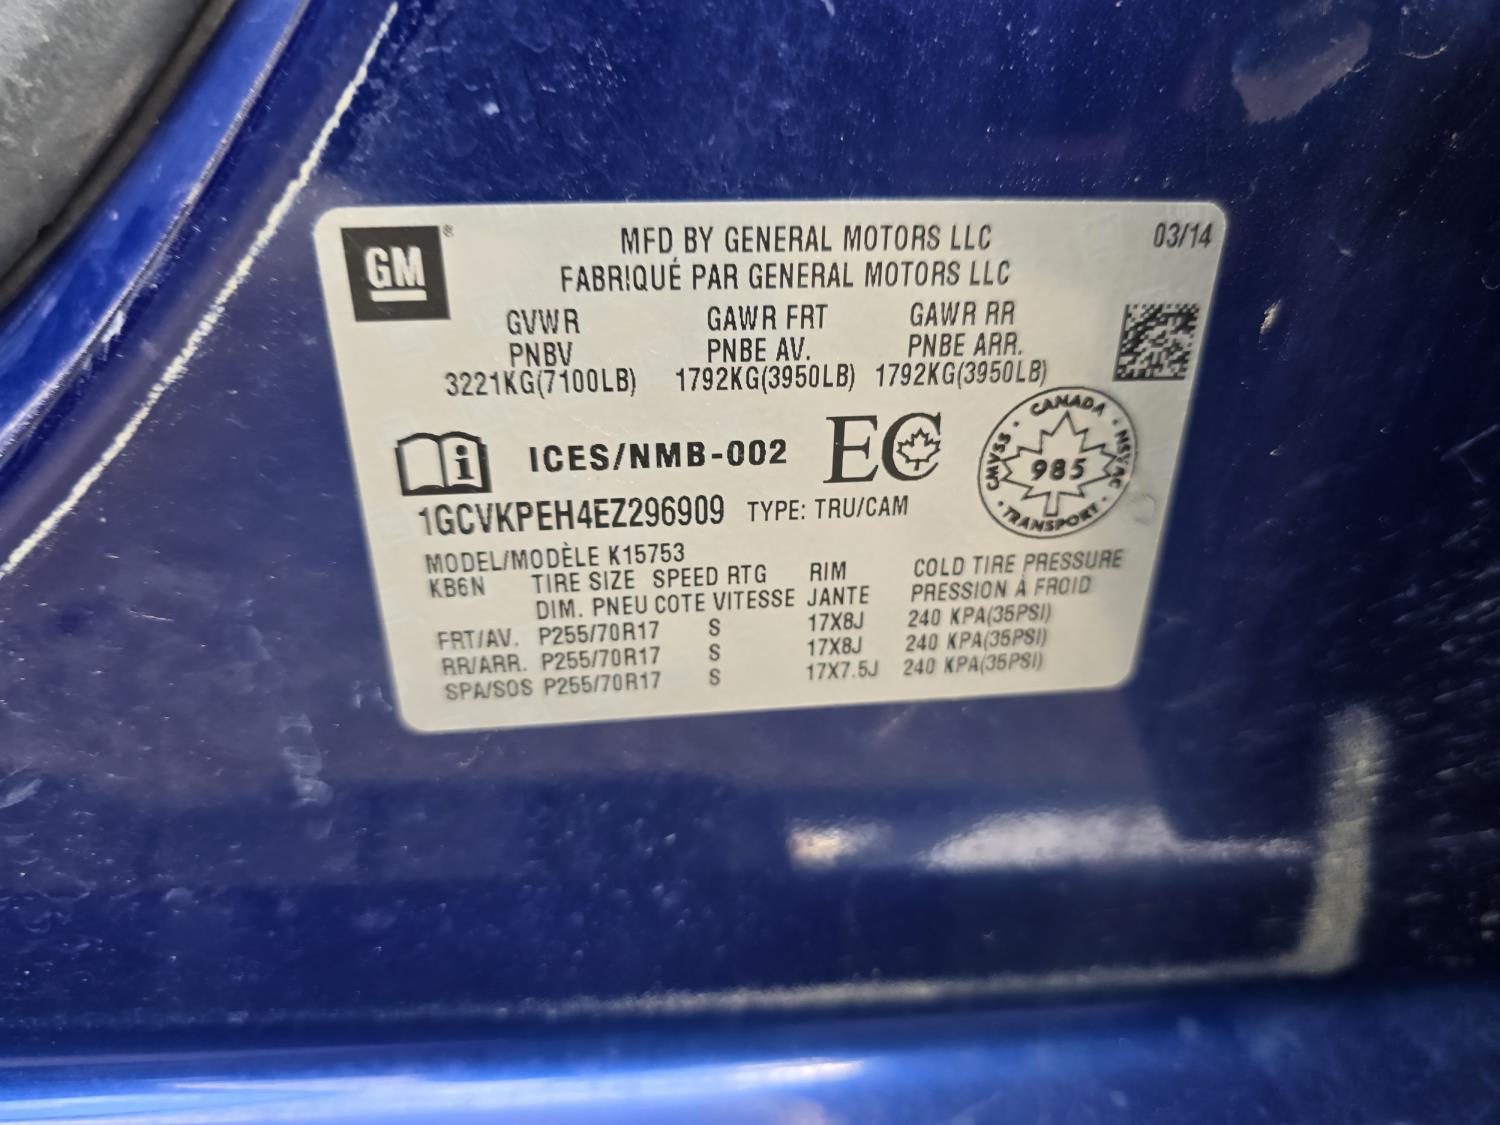 GM®
MFD BY GENERAL MOTORS LLC
03/14
FABRIQUÉ PAR GENERAL MOTORS LLC
GVWR GAWR FRT GAWR RR
PNBV PNBE AV. PNBE ARR.
3221KG(7100LB) 1792KG(3950LB) 1792KG(3950LB)
i ICES/NMB-002 EC
CANADA
CMVSS 985 NSVAC
TRANSPORT
1GCVKPEH4EZ296909 TYPE: TRU/CAM
MODEL/MODÈLE K15753
KB6N TIRE SIZE SPEED RTG RIM COLD TIRE PRESSURE
DIM. PNEU COTE VITESSE JANTE PRESSION À FROID
FRT/AV. P255/70R17 S 17X8J 240 KPA(35PSI)
RR/ARR. P255/70R17 S 17X8J 240 KPA(35PSI)
SPA/SOS P255/70R17 S 17X7.5J 240 KPA(35PSI)